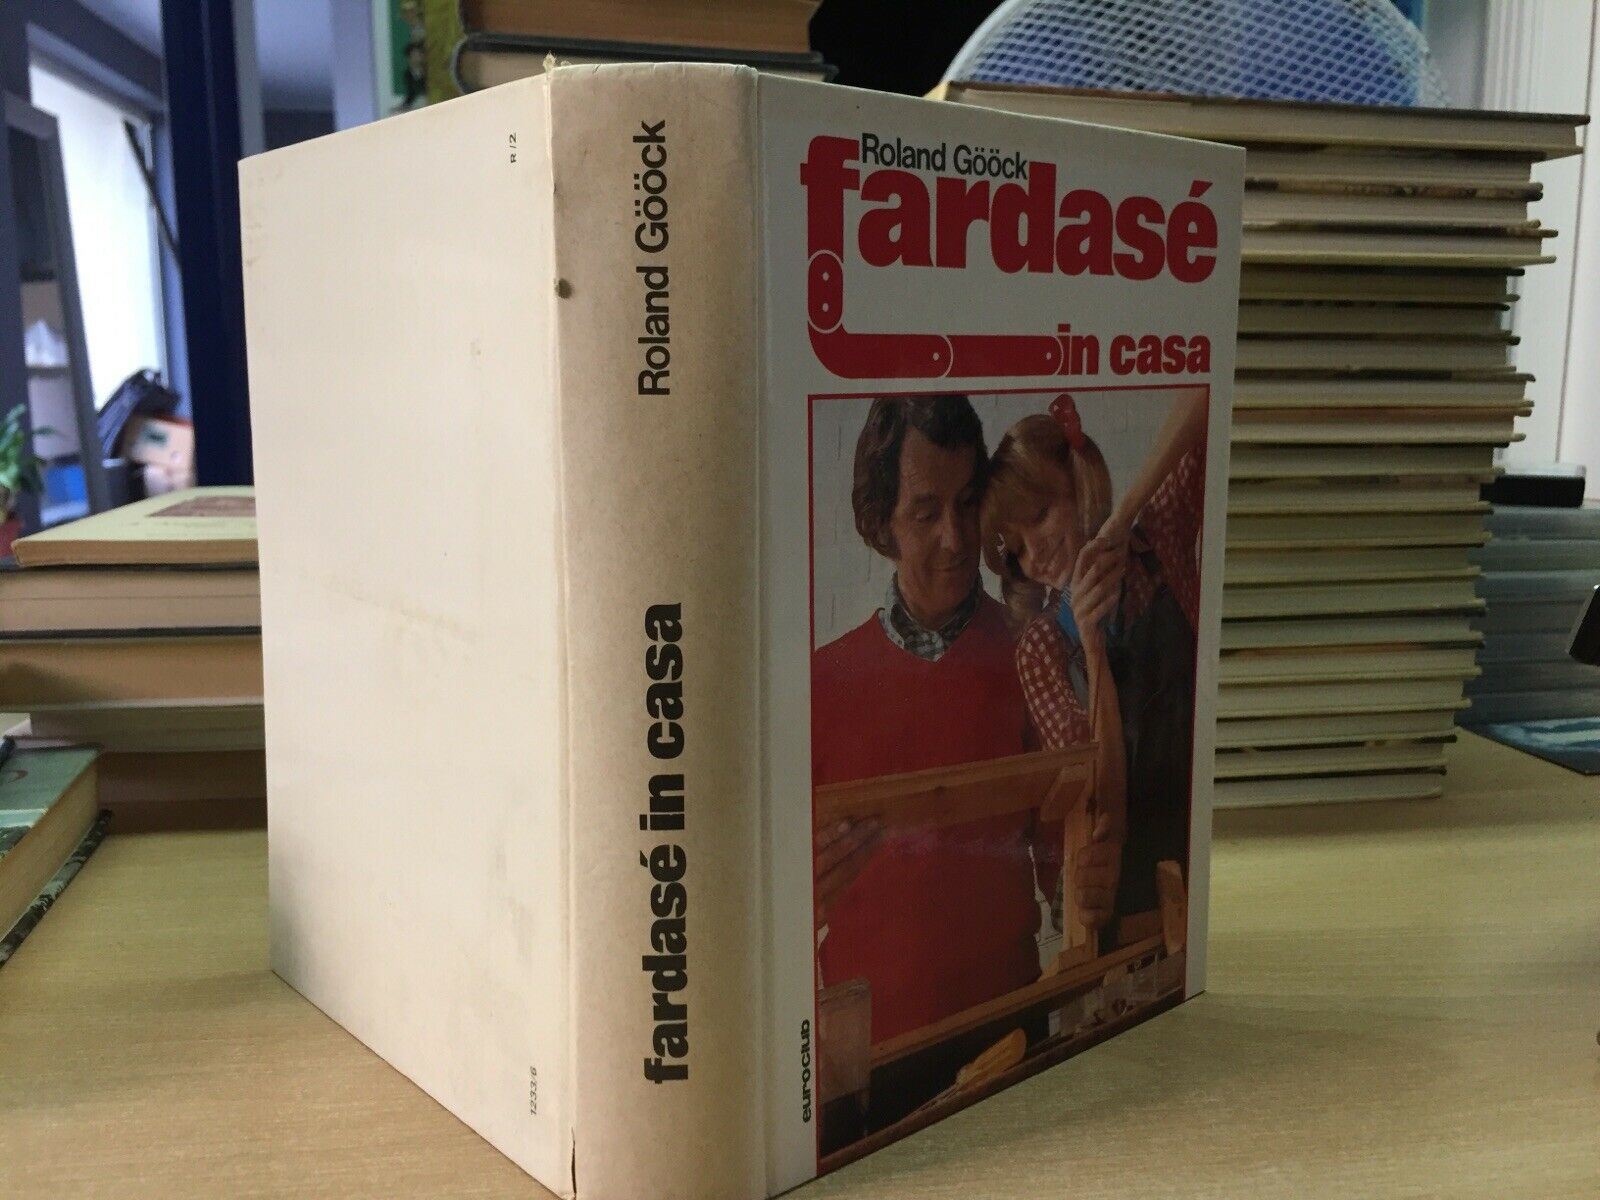 R/2
1233/6
Roland Gööck
fardasé in casa
Roland Gööck
fardasé
in casa
euroclub